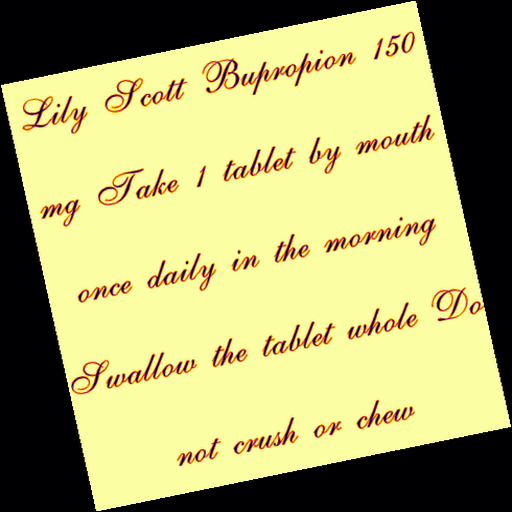 Lily Scott Bupropion 150
mg Take 1 tablet by mouth
once daily in the morning
Swallow the tablet whole Do
not crush or chew